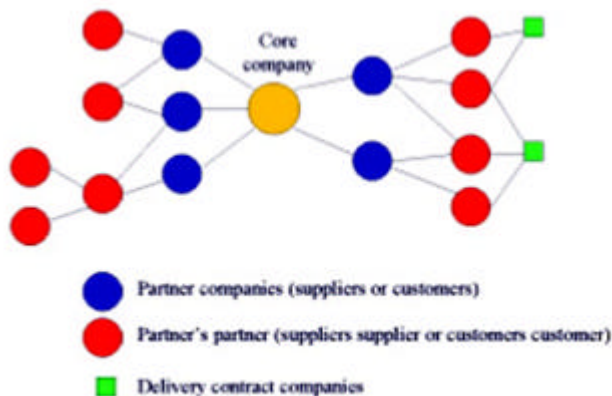 Core
company
Partner companies (suppliers or customers)
Partner's partner (suppliers supplier or customers customer)
Delivery contract companies